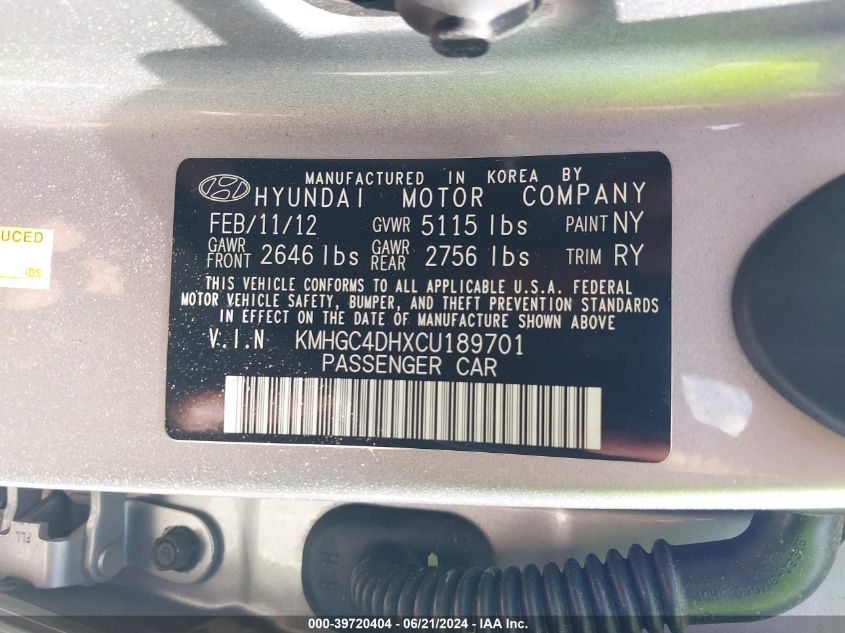 MANUFACTURED IN KOREA BY
HYUNDAI MOTOR COMPANY
FEB/11/12 GVWR 5115 lbs PAINT NY
GAWR FRONT 2646 lbs GAWR REAR 2756 lbs TRIM RY
THIS VEHICLE CONFORMS TO ALL APPLICABLE U.S.A. FEDERAL
MOTOR VEHICLE SAFETY, BUMPER, AND THEFT PREVENTION STANDARDS
IN EFFECT ON THE DATE OF MANUFACTURE SHOWN ABOVE
V.I.N KMHGC4DHXCU189701
PASSENGER CAR
UCED
lbs
PLL
R-H
000-39720404 - 06/21/2024 - IAA Inc.